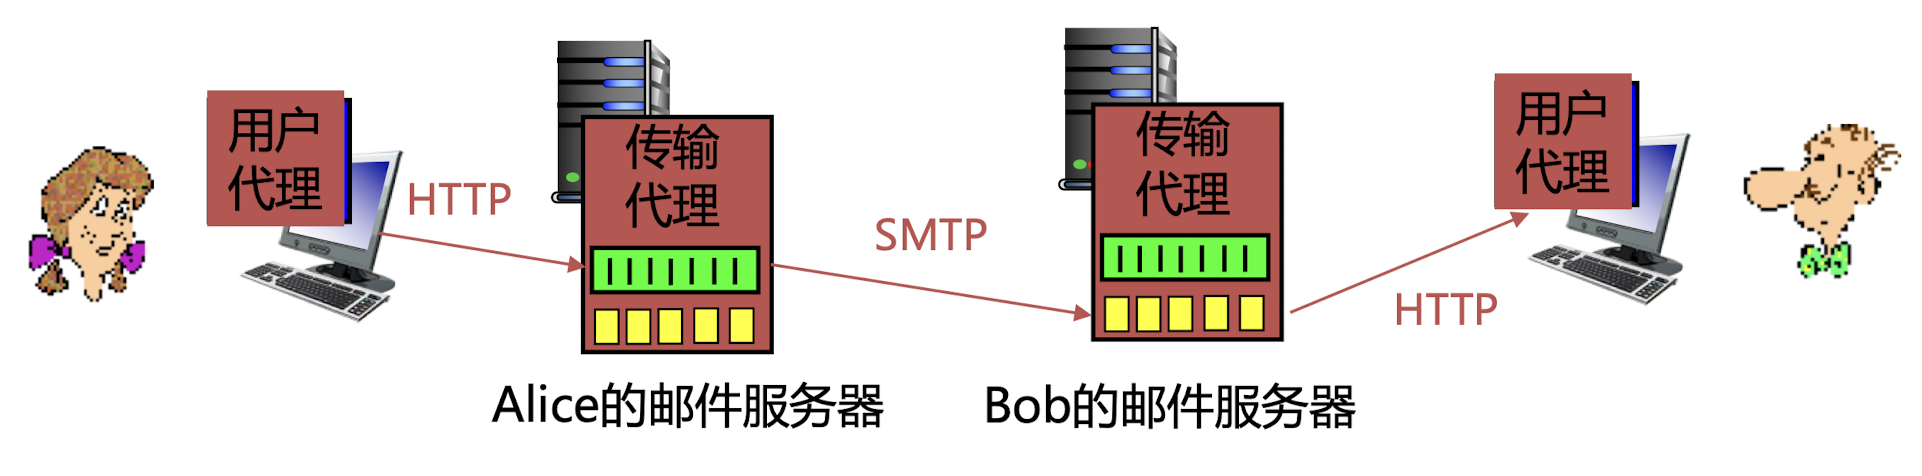 用户
代理
HTTP
传输
代理
SMTP
传输
代理
HTTP
用户
代理
Alice的邮件服务器
Bob的邮件服务器